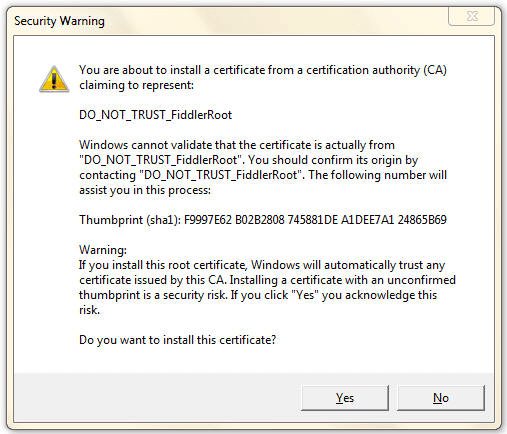 Security Warning
You are about to install a certificate from a certification authority (CA)
claiming to represent:
DO_NOT_TRUST_FiddlerRoot
Windows cannot validate that the certificate is actually from
"DO_NOT_TRUST_FiddlerRoot". You should confirm its origin by
contacting "DO_NOT_TRUST_FiddlerRoot". The following number will
assist you in this process:
Thumbprint (sha1): F9997E62 B02B2808 745881DE A1DEE7A1 24865B69
Warning:
If you install this root certificate, Windows will automatically trust any
certificate issued by this CA. Installing a certificate with an unconfirmed
thumbprint is a security risk. If you click "Yes" you acknowledge this
risk.
Do you want to install this certificate?
Yes No